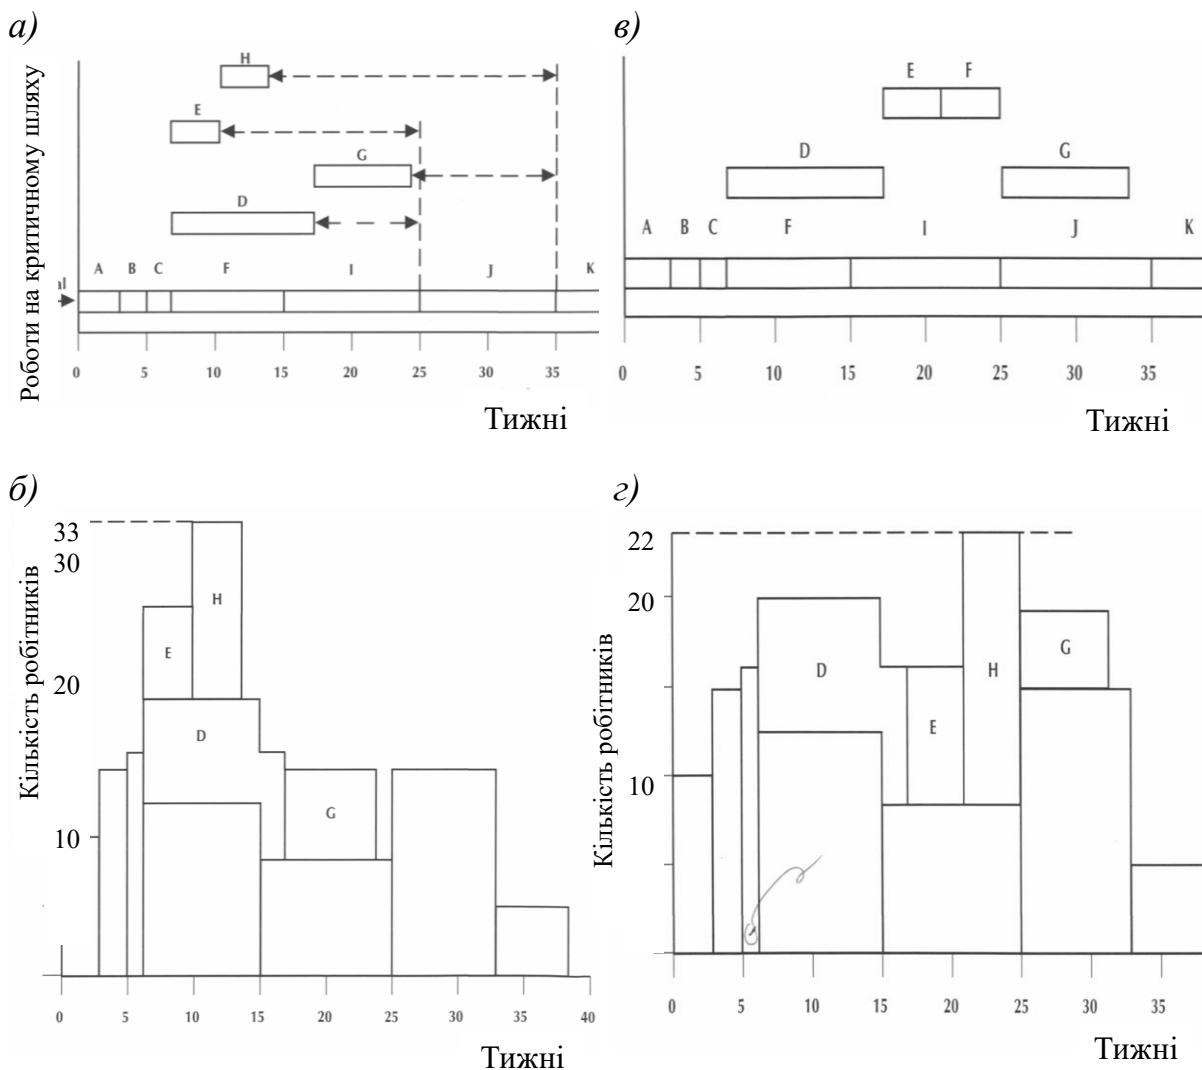 а)
H
E
G
D
A B C F I J K
al
Роботи на критичному шляху
0 5 10 15 20 25 30 35
Тижні
в)
E F
D G
A B C F I J K
0 5 10 15 20 25 30 35
Тижні
б)
33
30
20
10
Кількість робітників
H
E
D
G
0 5 10 15 20 25 30 35 40
Тижні
г)
22
20
10
Кількість робітників
G
D
H
E
0 5 10 15 20 25 30 35
Тижні